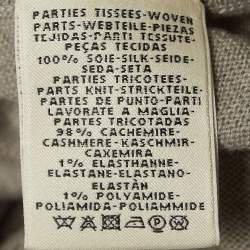 PARTIES TISSEES-WOVEN
PARTS-WEBTEILE-PIEZAS
TEJIDAS-PARTI TESSUTE-
PEÇAS TECIDAS
100% SOIE-SILK-SEIDE-
SEDA-SETA
PARTIES TRICOTEES-
PARTS KNIT-STRICKTEILE-
PARTES DE PUNTO-PARTI
LAVORATE A MAGLIA-
PARTES TRICOTADAS
98% CACHEMIRE-
CASHMERE-KASCHMIR-
CAXEMIRA
1% ELASTHANNE-
ELASTANE-ELASTANO-
ELASTAN
1% POLYAMIDE-
POLIAMIDA-POLIAMMIDE